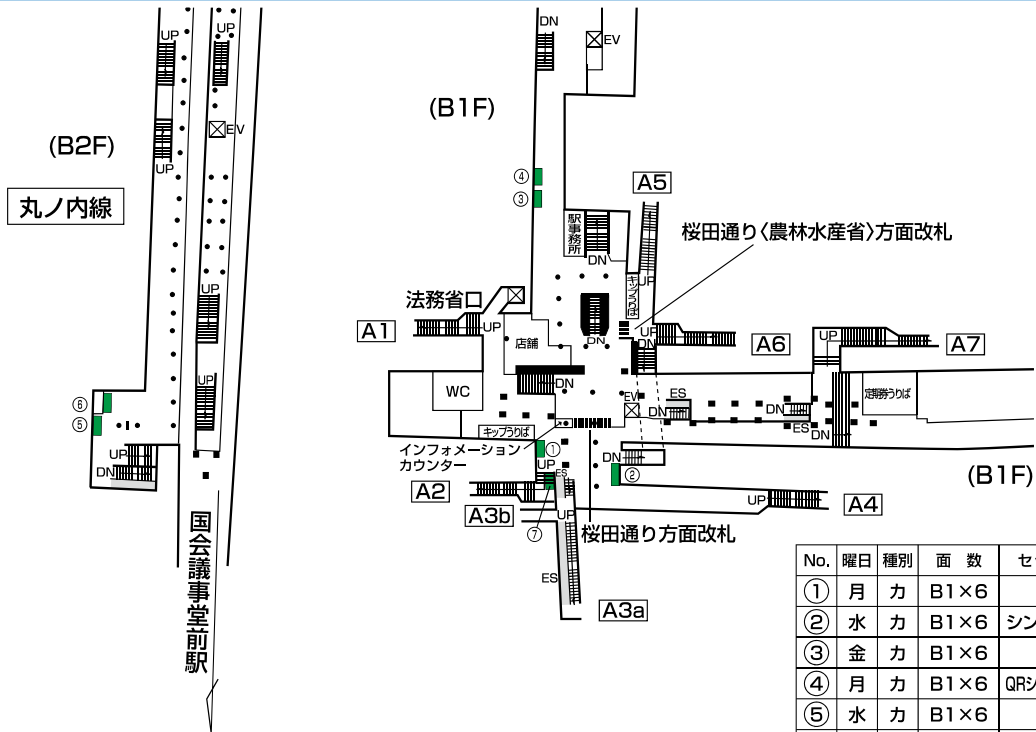 UP
UP
EV
UP
(B2F)
丸ノ内線
UP
UP
⑥
⑤
UP
DN
国会議事堂前駅
DN
EV
(B1F)
④
③
A5
駅事務所
DN
UP
キップうりば
桜田通り〈農林水産省〉方面改札
法務省口
A1
UP
店舗
DN
UP
DN
A6
UP
A7
WC
DN
EV
ES
DN
DN
ES
DN
定期券うりば
キップうりば
インフォメーション
カウンター
①
DN
②
(B1F)
UP
ES
A2
A3b
⑦
UP
桜田通り方面改札
UP
A4
ES
A3a
No. 曜日 種別 面 数 セ
① 月 カ B1×6
② 水 カ B1×6 シン
③ 金 カ B1×6
④ 月 カ B1×6 QRシ
⑤ 水 カ B1×6